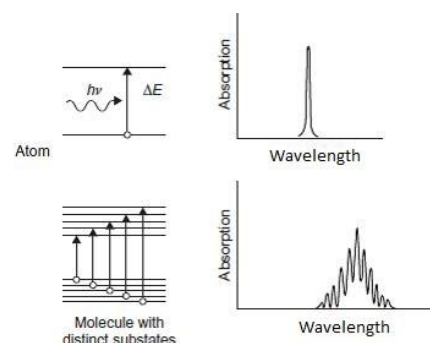 hν
ΔE
Atom
Absorption
Wavelength
Molecule with
distinct substates
Absorption
Wavelength